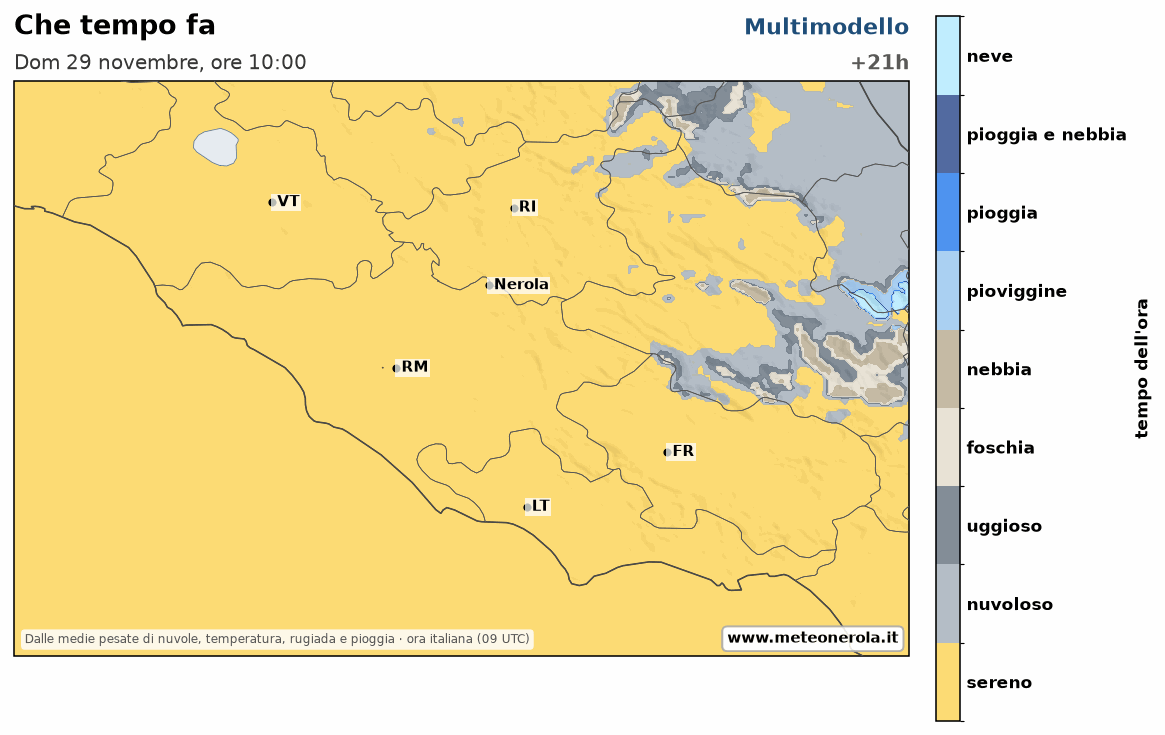 Che tempo fa
Multimodello
Dom 29 novembre, ore 10:00
+21h
VT
RI
Nerola
RM
FR
LT
Dalle medie pesate di nuvole, temperatura, rugiada e pioggia · ora italiana (09 UTC)
www.meteonerola.it
neve
pioggia e nebbia
pioggia
pioviggine
nebbia
foschia
uggioso
nuvoloso
sereno
tempo dell'ora